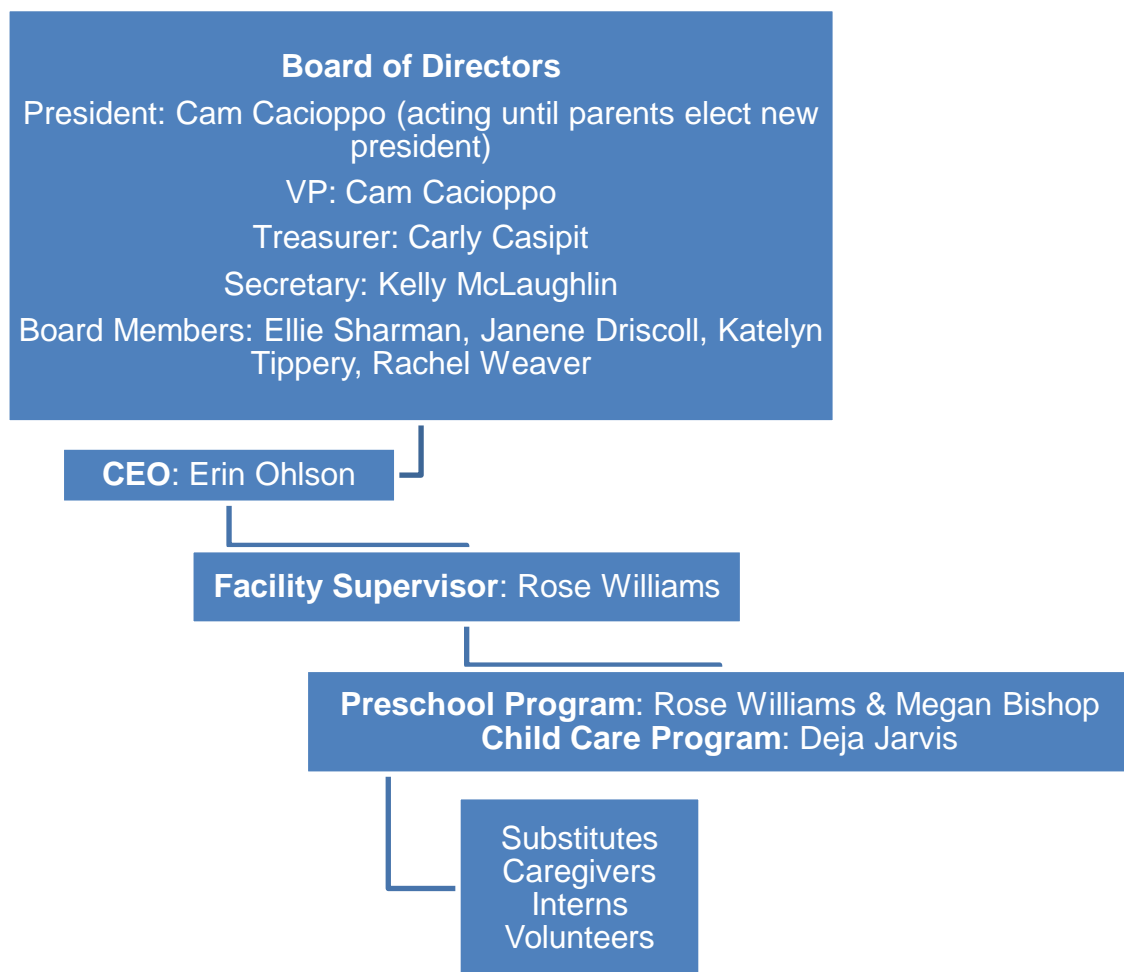 Board of Directors
President: Cam Cacioppo (acting until parents elect new
president)
VP: Cam Cacioppo
Treasurer: Carly Casipit
Secretary: Kelly McLaughlin
Board Members: Ellie Sharman, Janene Driscoll, Katelyn
Tippery, Rachel Weaver
CEO: Erin Ohlson
Facility Supervisor: Rose Williams
Preschool Program: Rose Williams & Megan Bishop
Child Care Program: Deja Jarvis
Substitutes
Caregivers
Interns
Volunteers